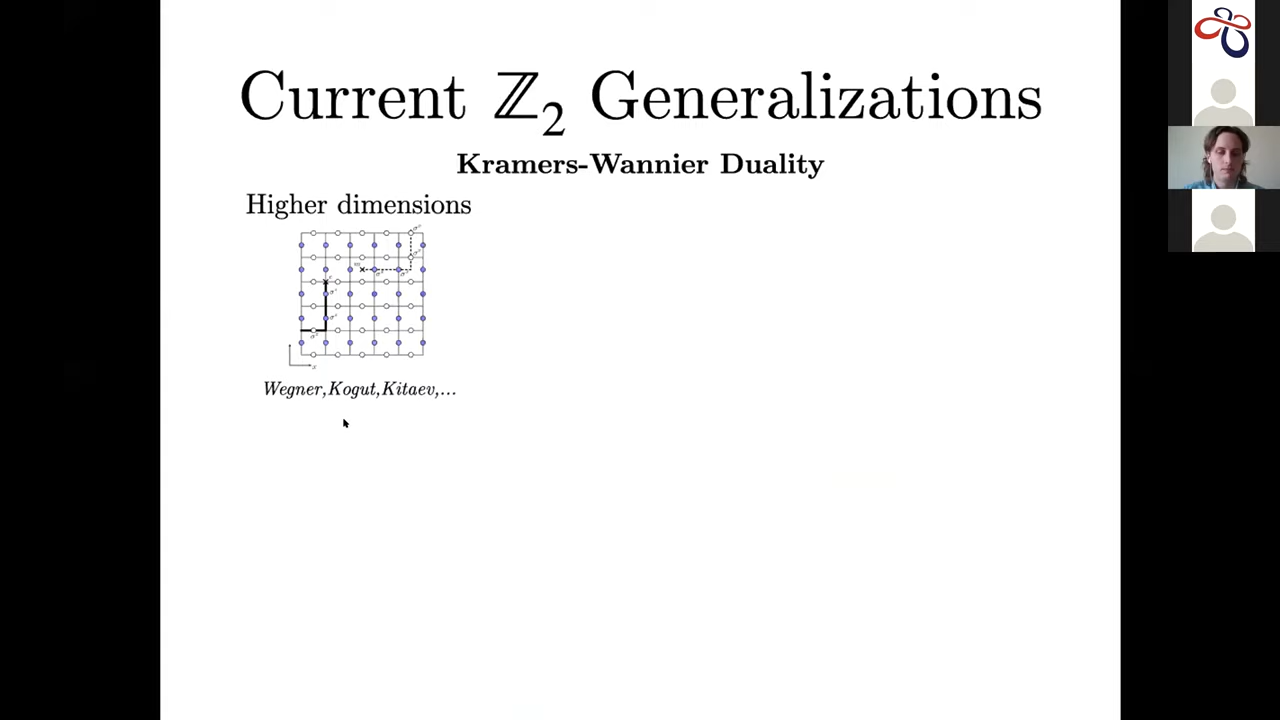 Current ℤ₂ Generalizations
Kramers-Wannier Duality
Higher dimensions
x
Wegner,Kogut,Kitaev,...